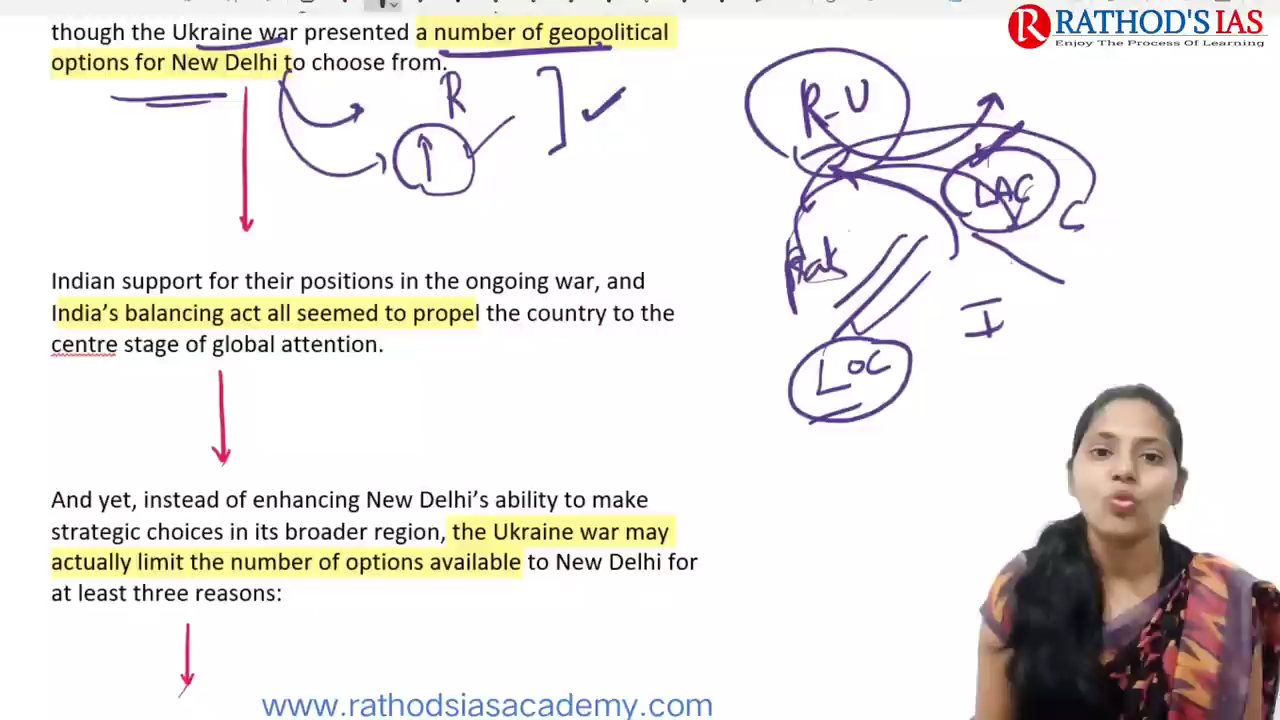 though the Ukraine war presented a number of geopolitical
options for New Delhi to choose from.
RATHOD'S IAS
Enjoy The Process Of Learning
R
R-U
LAC
C
Pak
I
LOC
Indian support for their positions in the ongoing war, and
India's balancing act all seemed to propel the country to the
centre stage of global attention.
And yet, instead of enhancing New Delhi's ability to make
strategic choices in its broader region, the Ukraine war may
actually limit the number of options available to New Delhi for
at least three reasons:
www.rathodsiasacademy.com